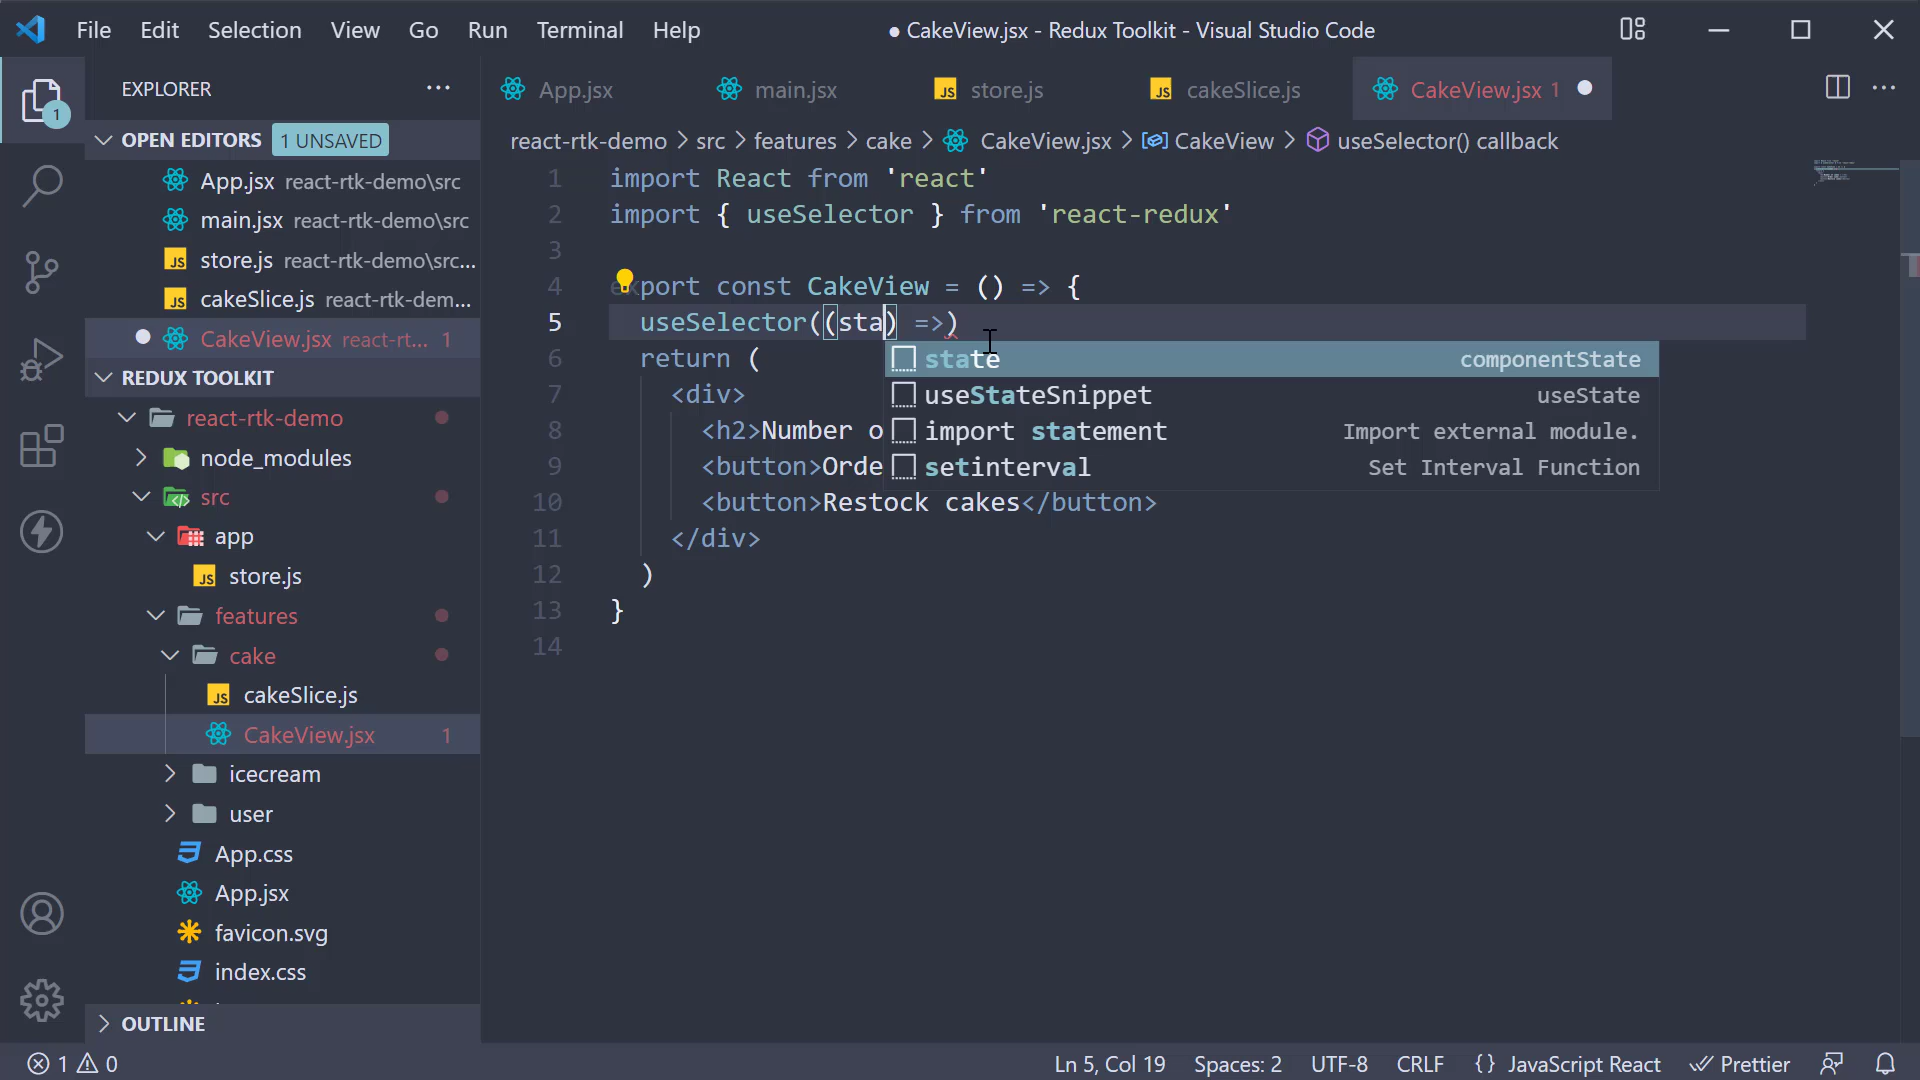 File Edit Selection View Go Run Terminal Help
● CakeView.jsx - Redux Toolkit - Visual Studio Code
1
EXPLORER
OPEN EDITORS 1 UNSAVED
App.jsx react-rtk-demo\src
main.jsx react-rtk-demo\src
store.js react-rtk-demo\src...
cakeSlice.js react-rtk-dem...
CakeView.jsx react-rt... 1
REDUX TOOLKIT
react-rtk-demo
node_modules
src
app
store.js
features
cake
cakeSlice.js
CakeView.jsx 1
icecream
user
App.css
App.jsx
favicon.svg
index.css
OUTLINE
App.jsx main.jsx store.js cakeSlice.js CakeView.jsx 1
react-rtk-demo > src > features > cake > CakeView.jsx > CakeView > useSelector() callback
1 import React from 'react'
2 import { useSelector } from 'react-redux'
3
4 export const CakeView = () => {
5 useSelector((sta) =>)
6 return (
7 <div>
8 <h2>Number o
9 <button>Orde
10 <button>Restock cakes</button>
11 </div>
12 )
13 }
14
state componentState
useStateSnippet useState
import statement Import external module.
setinterval Set Interval Function
1 0
Ln 5, Col 19 Spaces: 2 UTF-8 CRLF {} JavaScript React Prettier